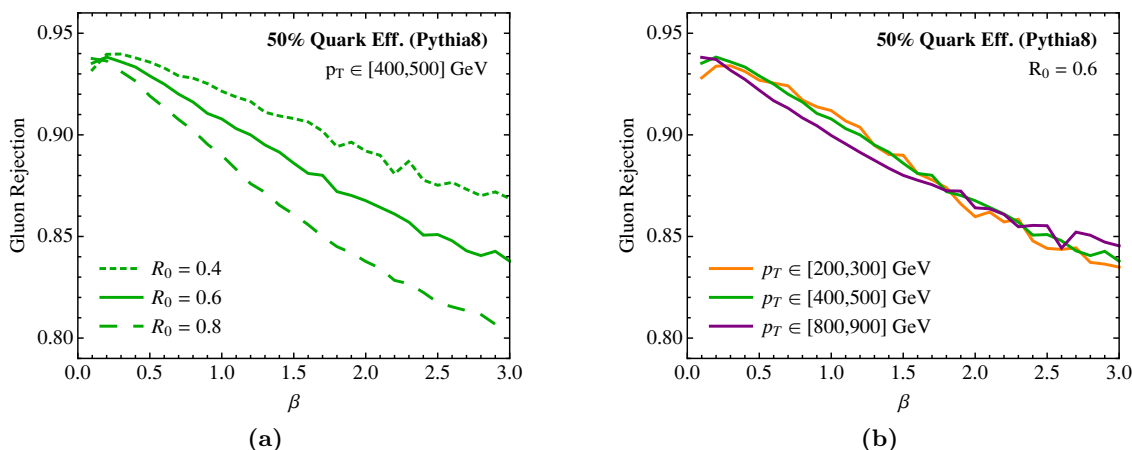 50% Quark Eff. (Pythia8)
p_T ∈ [400,500] GeV
Gluon Rejection
0.95
0.90
0.85
0.80
R_0 = 0.4
R_0 = 0.6
R_0 = 0.8
0.0 0.5 1.0 1.5 2.0 2.5 3.0
β
(a)
50% Quark Eff. (Pythia8)
R_0 = 0.6
Gluon Rejection
0.95
0.90
0.85
0.80
p_T ∈ [200,300] GeV
p_T ∈ [400,500] GeV
p_T ∈ [800,900] GeV
0.0 0.5 1.0 1.5 2.0 2.5 3.0
β
(b)